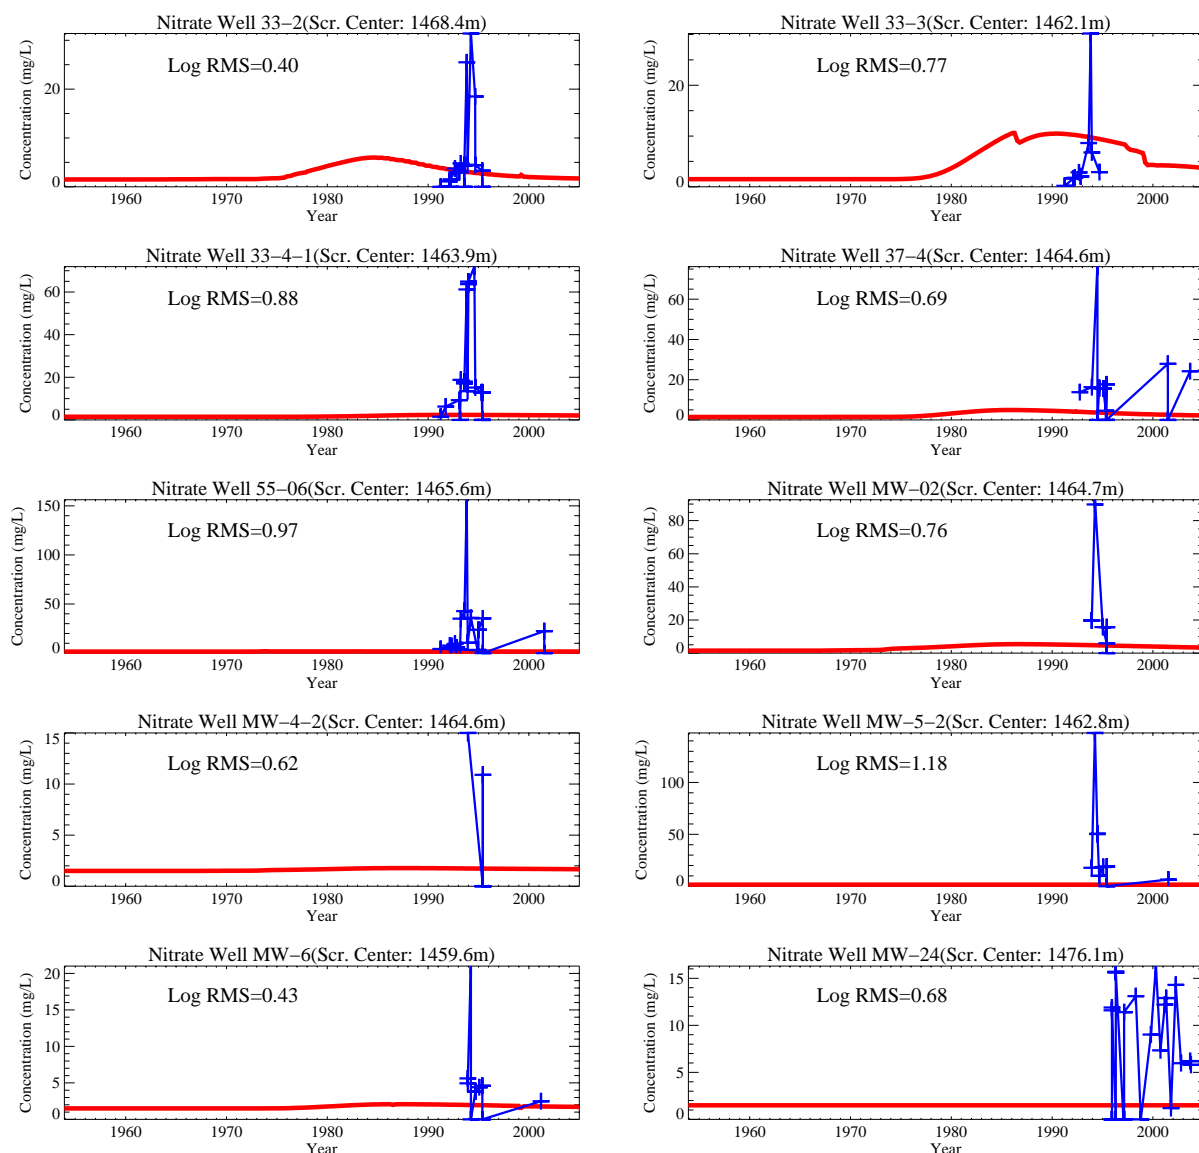 Nitrate Well 33−2(Scr. Center: 1468.4m)
Log RMS=0.40
Concentration (mg/L)
20
0
1960 1970 1980 1990 2000
Year
Nitrate Well 33−3(Scr. Center: 1462.1m)
Log RMS=0.77
Concentration (mg/L)
20
0
1960 1970 1980 1990 2000
Year
Nitrate Well 33−4−1(Scr. Center: 1463.9m)
Log RMS=0.88
Concentration (mg/L)
60
40
20
0
1960 1970 1980 1990 2000
Year
Nitrate Well 37−4(Scr. Center: 1464.6m)
Log RMS=0.69
Concentration (mg/L)
60
40
20
0
1960 1970 1980 1990 2000
Year
Nitrate Well 55−06(Scr. Center: 1465.6m)
Log RMS=0.97
Concentration (mg/L)
150
100
50
0
1960 1970 1980 1990 2000
Year
Nitrate Well MW−02(Scr. Center: 1464.7m)
Log RMS=0.76
Concentration (mg/L)
80
60
40
20
0
1960 1970 1980 1990 2000
Year
Nitrate Well MW−4−2(Scr. Center: 1464.6m)
Log RMS=0.62
Concentration (mg/L)
15
10
5
0
1960 1970 1980 1990 2000
Year
Nitrate Well MW−5−2(Scr. Center: 1462.8m)
Log RMS=1.18
Concentration (mg/L)
100
50
0
1960 1970 1980 1990 2000
Year
Nitrate Well MW−6(Scr. Center: 1459.6m)
Log RMS=0.43
Concentration (mg/L)
20
15
10
5
0
1960 1970 1980 1990 2000
Year
Nitrate Well MW−24(Scr. Center: 1476.1m)
Log RMS=0.68
Concentration (mg/L)
15
10
5
0
1960 1970 1980 1990 2000
Year